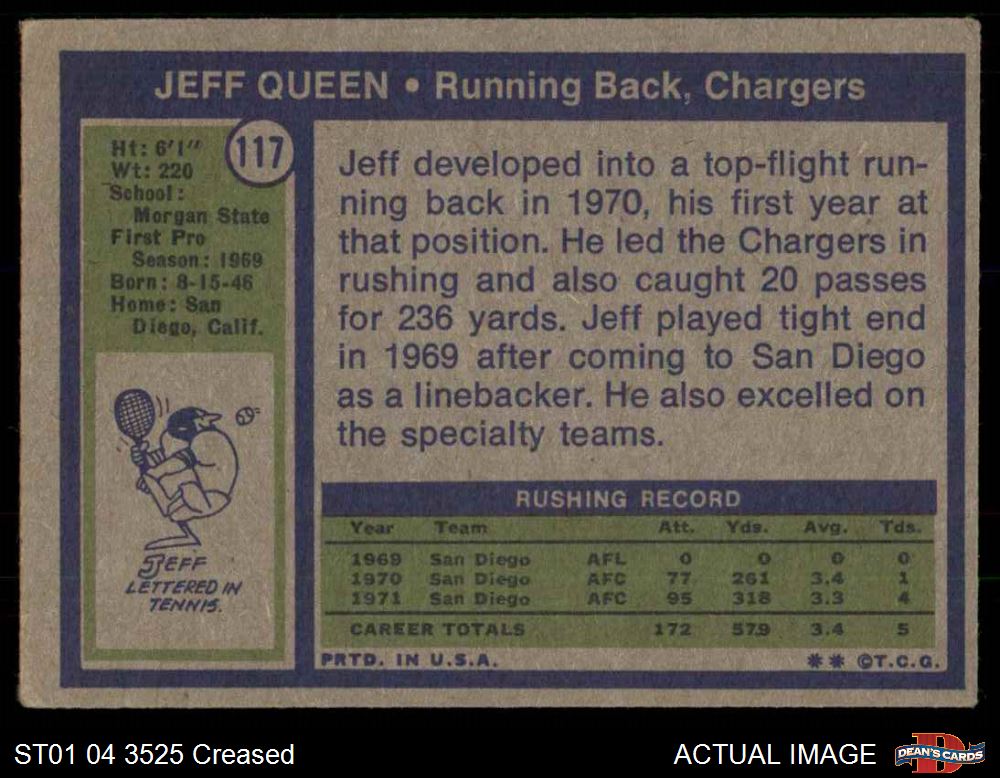 JEFF QUEEN • Running Back, Chargers
117
Ht: 6'1"
Wt: 220
School:
Morgan State
First Pro
Season: 1969
Born: 8-15-46
Home: San
Diego, Calif.
JEFF
LETTERED IN
TENNIS.
Jeff developed into a top-flight run-
ning back in 1970, his first year at
that position. He led the Chargers in
rushing and also caught 20 passes
for 236 yards. Jeff played tight end
in 1969 after coming to San Diego
as a linebacker. He also excelled on
the specialty teams.
RUSHING RECORD
Year Team Att. Yds. Avg. Tds.
1969 San Diego AFL 0 0 0 0
1970 San Diego AFC 77 261 3.4 1
1971 San Diego AFC 95 318 3.3 4
CAREER TOTALS 172 579 3.4 5
PRTD. IN U.S.A. ** ©T.C.G.
ST01 04 3525 Creased
ACTUAL IMAGE
DEAN'S CARDS